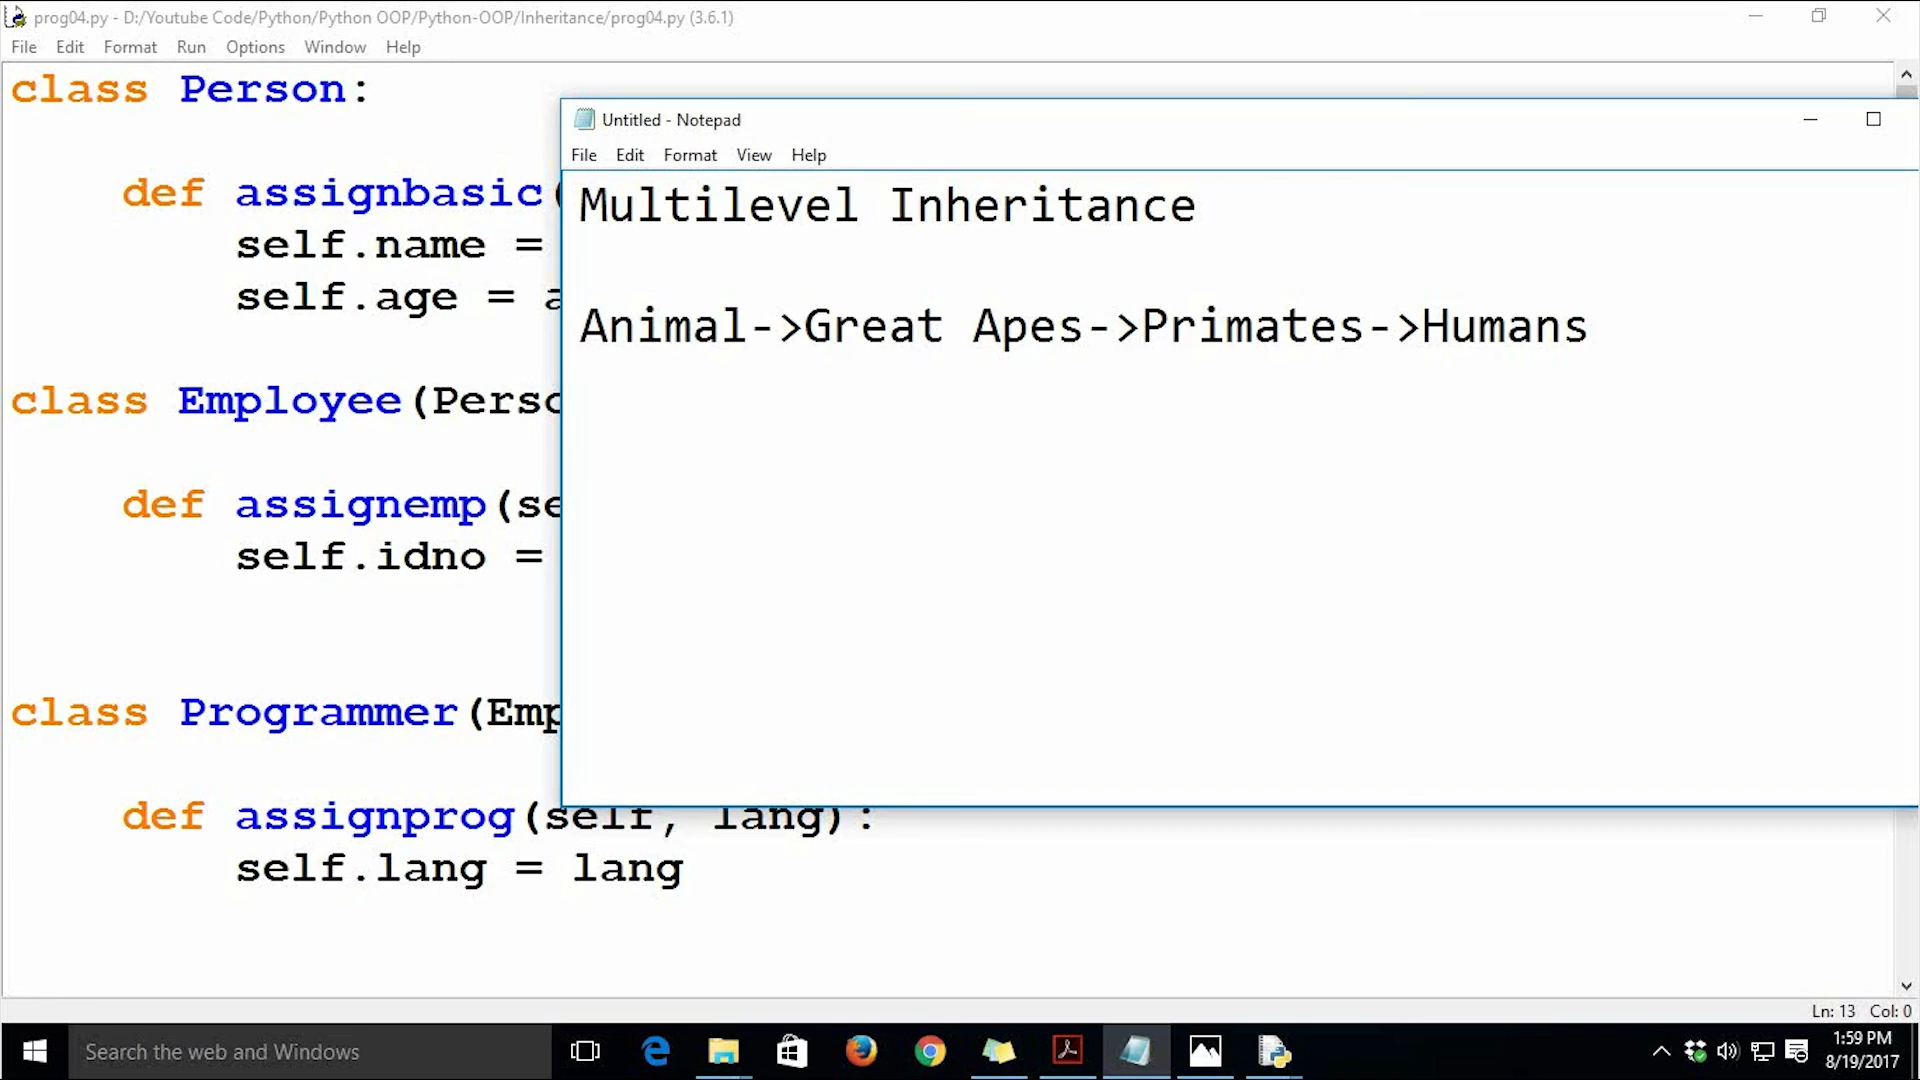 prog04.py - D:/Youtube Code/Python/Python OOP/Python-OOP/Inheritance/prog04.py (3.6.1)
File Edit Format Run Options Window Help
class Person:
def assignbasic(
self.name =
self.age = a
class Employee(Perso
def assignemp(se
self.idno =
class Programmer(Emp
def assignprog(self, lang):
self.lang = lang
Untitled - Notepad
File Edit Format View Help
Multilevel Inheritance
Animal->Great Apes->Primates->Humans
Ln: 13 Col: 0
Search the web and Windows
1:59 PM
8/19/2017